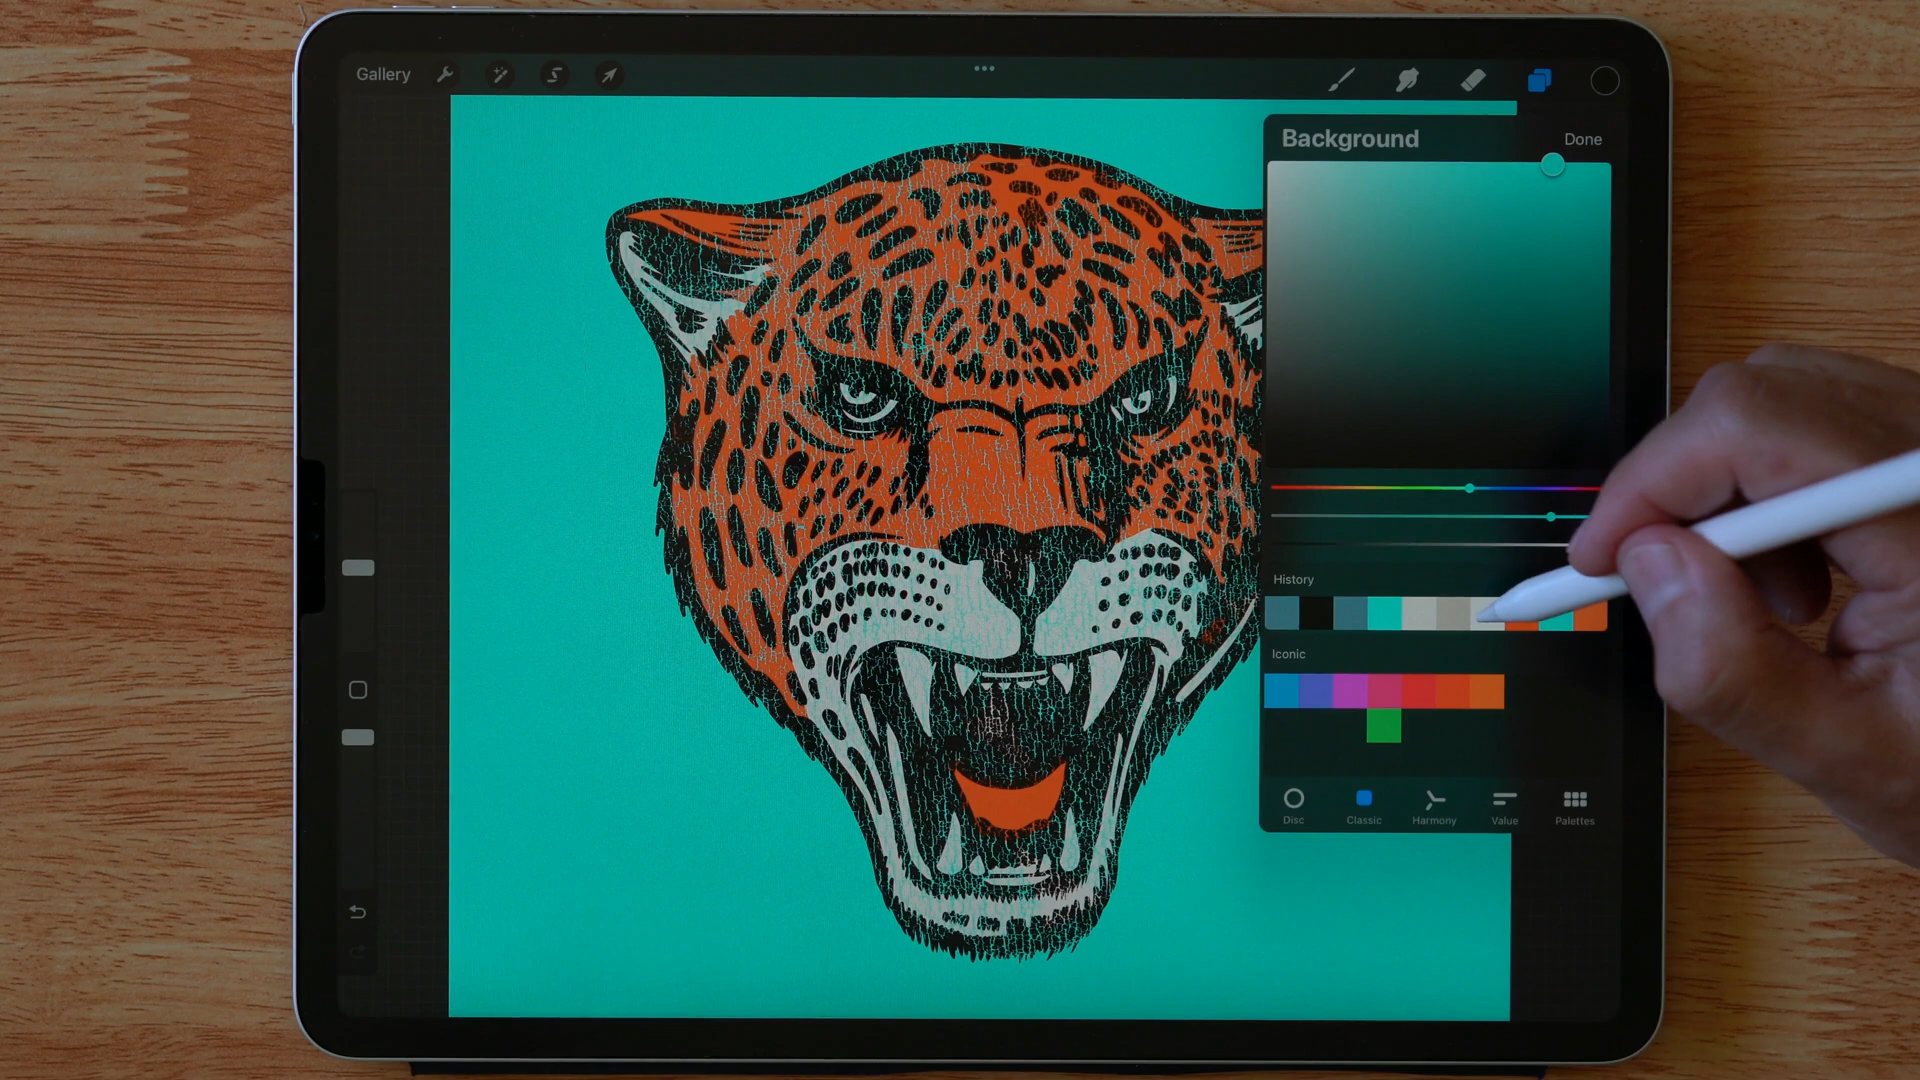 Gallery
Background
Done
History
Iconic
Disc
Classic
Harmony
Value
Palettes